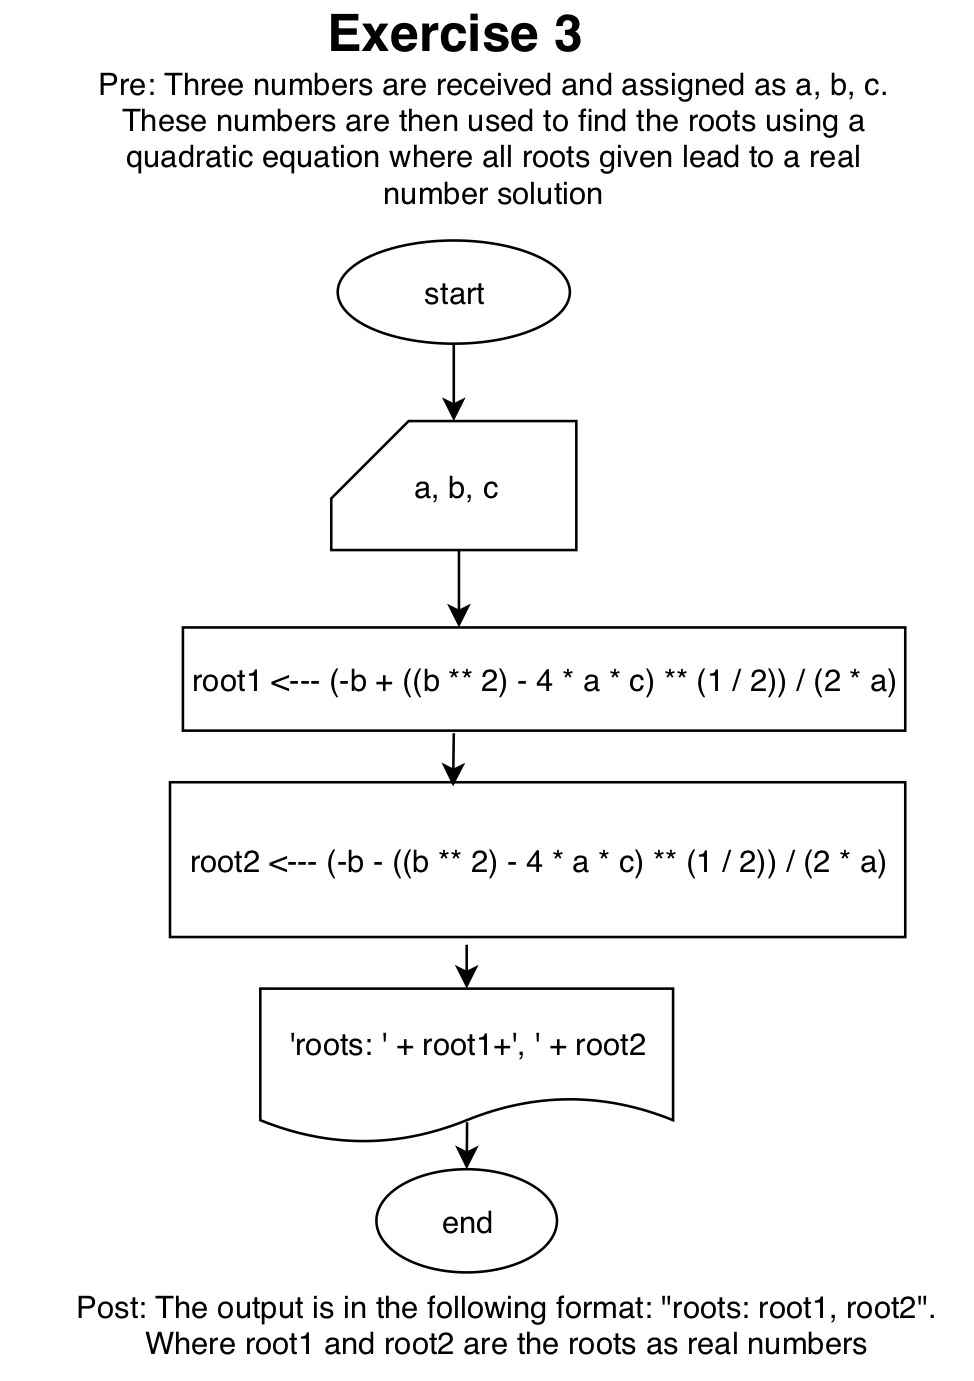 Exercise 3
Pre: Three numbers are received and assigned as a, b, c.
These numbers are then used to find the roots using a
quadratic equation where all roots given lead to a real
number solution
start
a, b, c
root1 <--- (-b + ((b ** 2) - 4 * a * c) ** (1 / 2)) / (2 * a)
root2 <--- (-b - ((b ** 2) - 4 * a * c) ** (1 / 2)) / (2 * a)
'roots: ' + root1+', ' + root2
end
Post: The output is in the following format: "roots: root1, root2".
Where root1 and root2 are the roots as real numbers